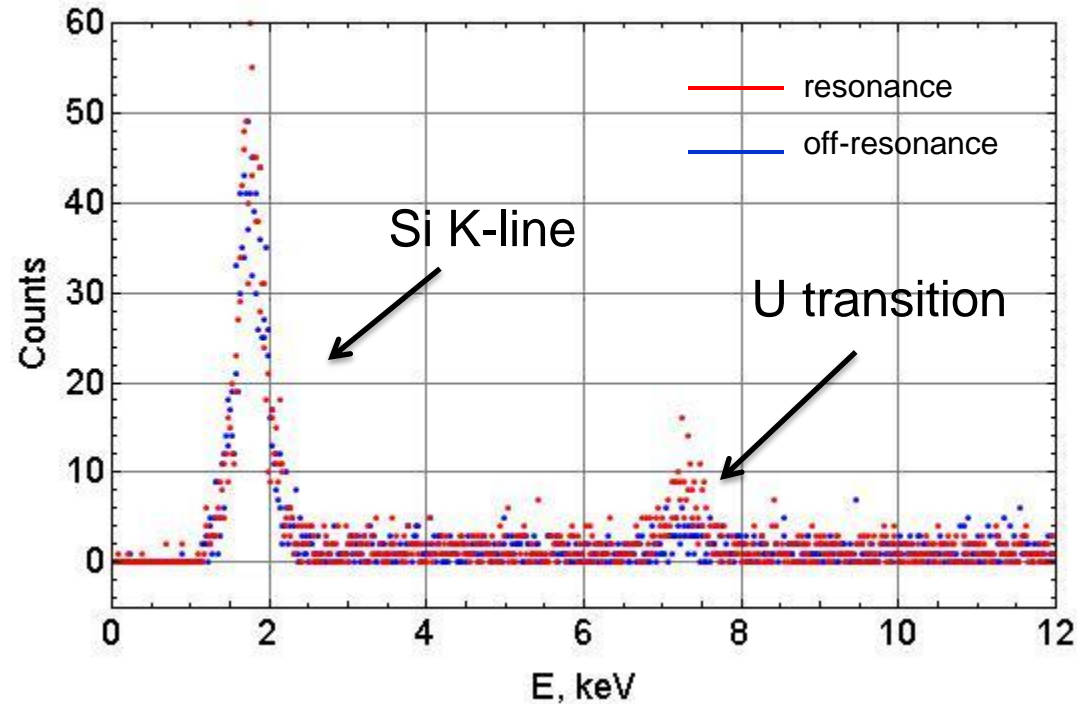 60
50
40
30
20
10
0
Counts
resonance
off-resonance
Si K-line
U transition
0 2 4 6 8 10 12
E, keV